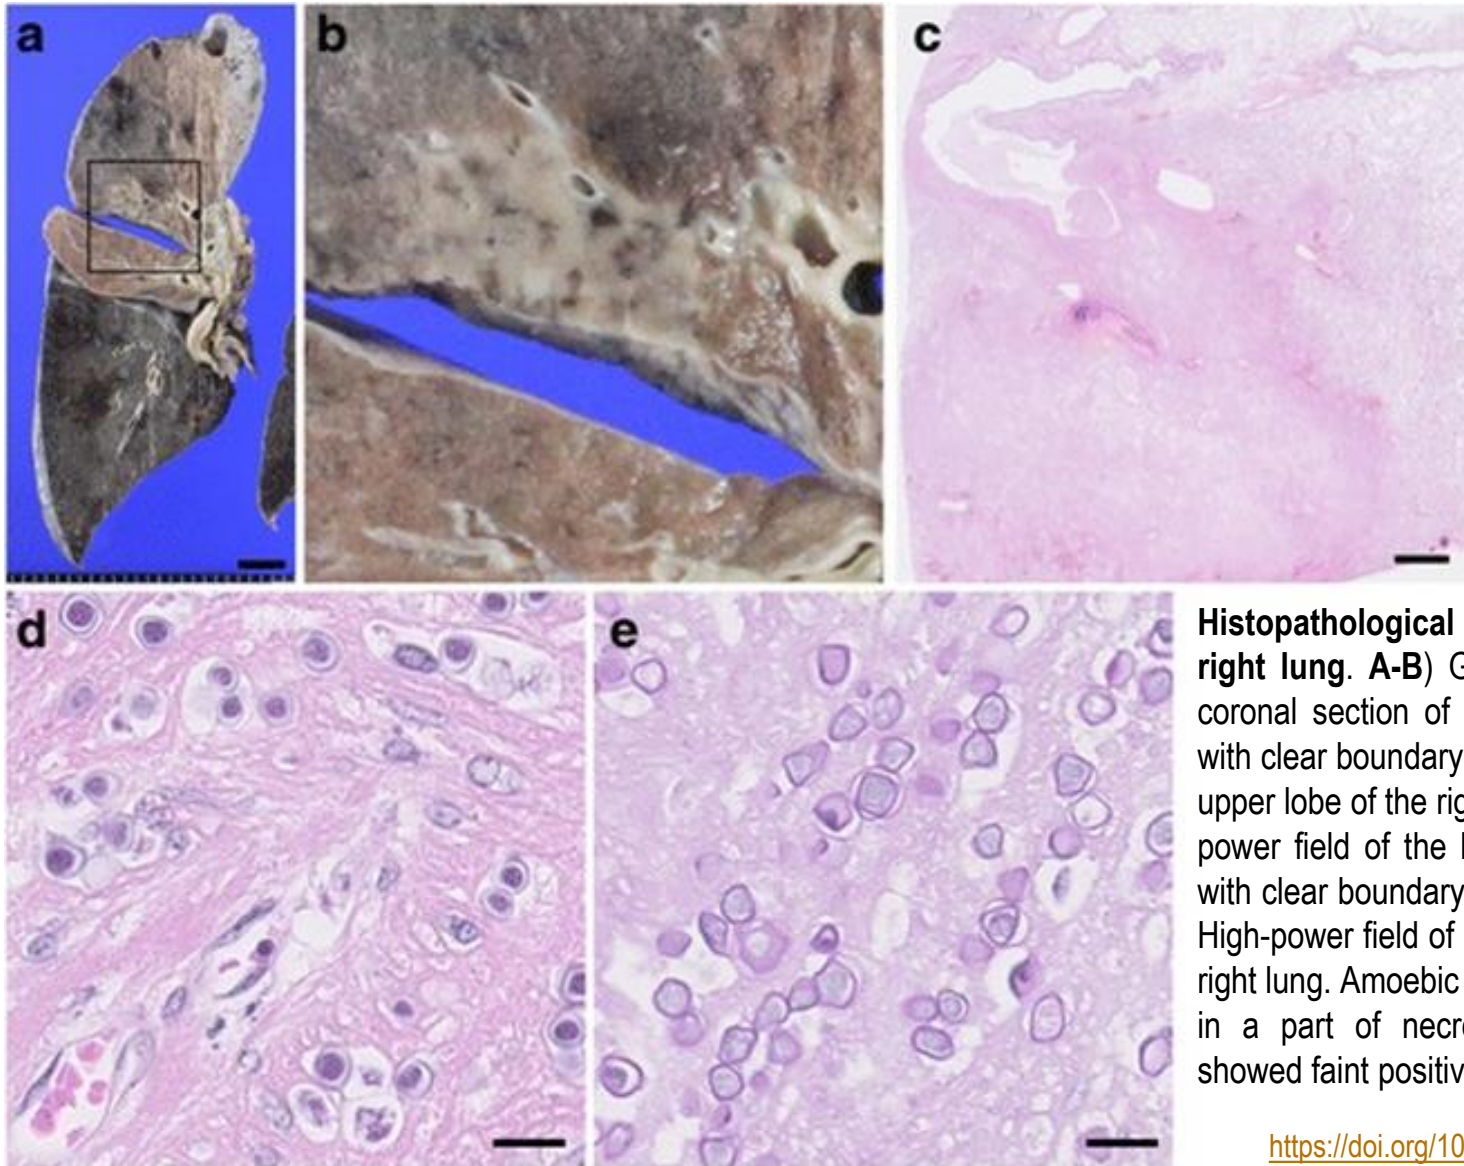 a
b
c
d
e
Histopathological
right lung. A-B) G
coronal section of
with clear boundary
upper lobe of the rig
power field of the
with clear boundary
High-power field of
right lung. Amoebic
in a part of necr
showed faint positiv
https://doi.org/10